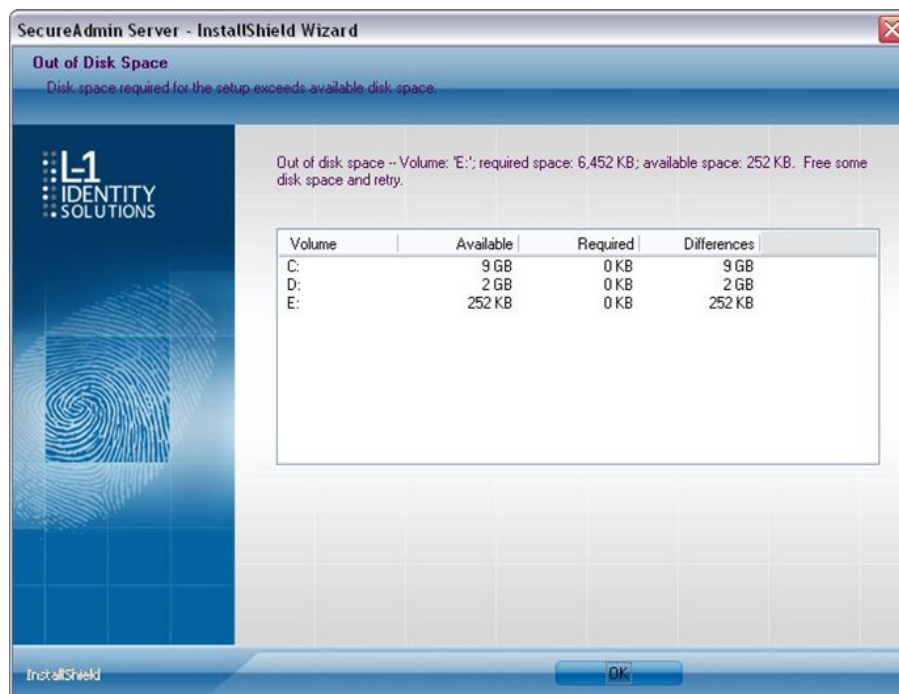 SecureAdmin Server - InstallShield Wizard
Out of Disk Space
Disk space required for the setup exceeds available disk space.
L-1
IDENTITY
SOLUTIONS
Out of disk space -- Volume: 'E:'; required space: 6,452 KB; available space: 252 KB. Free some
disk space and retry.
Volume Available Required Differences
C: 9 GB 0 KB 9 GB
D: 2 GB 0 KB 2 GB
E: 252 KB 0 KB 252 KB
InstallShield
OK